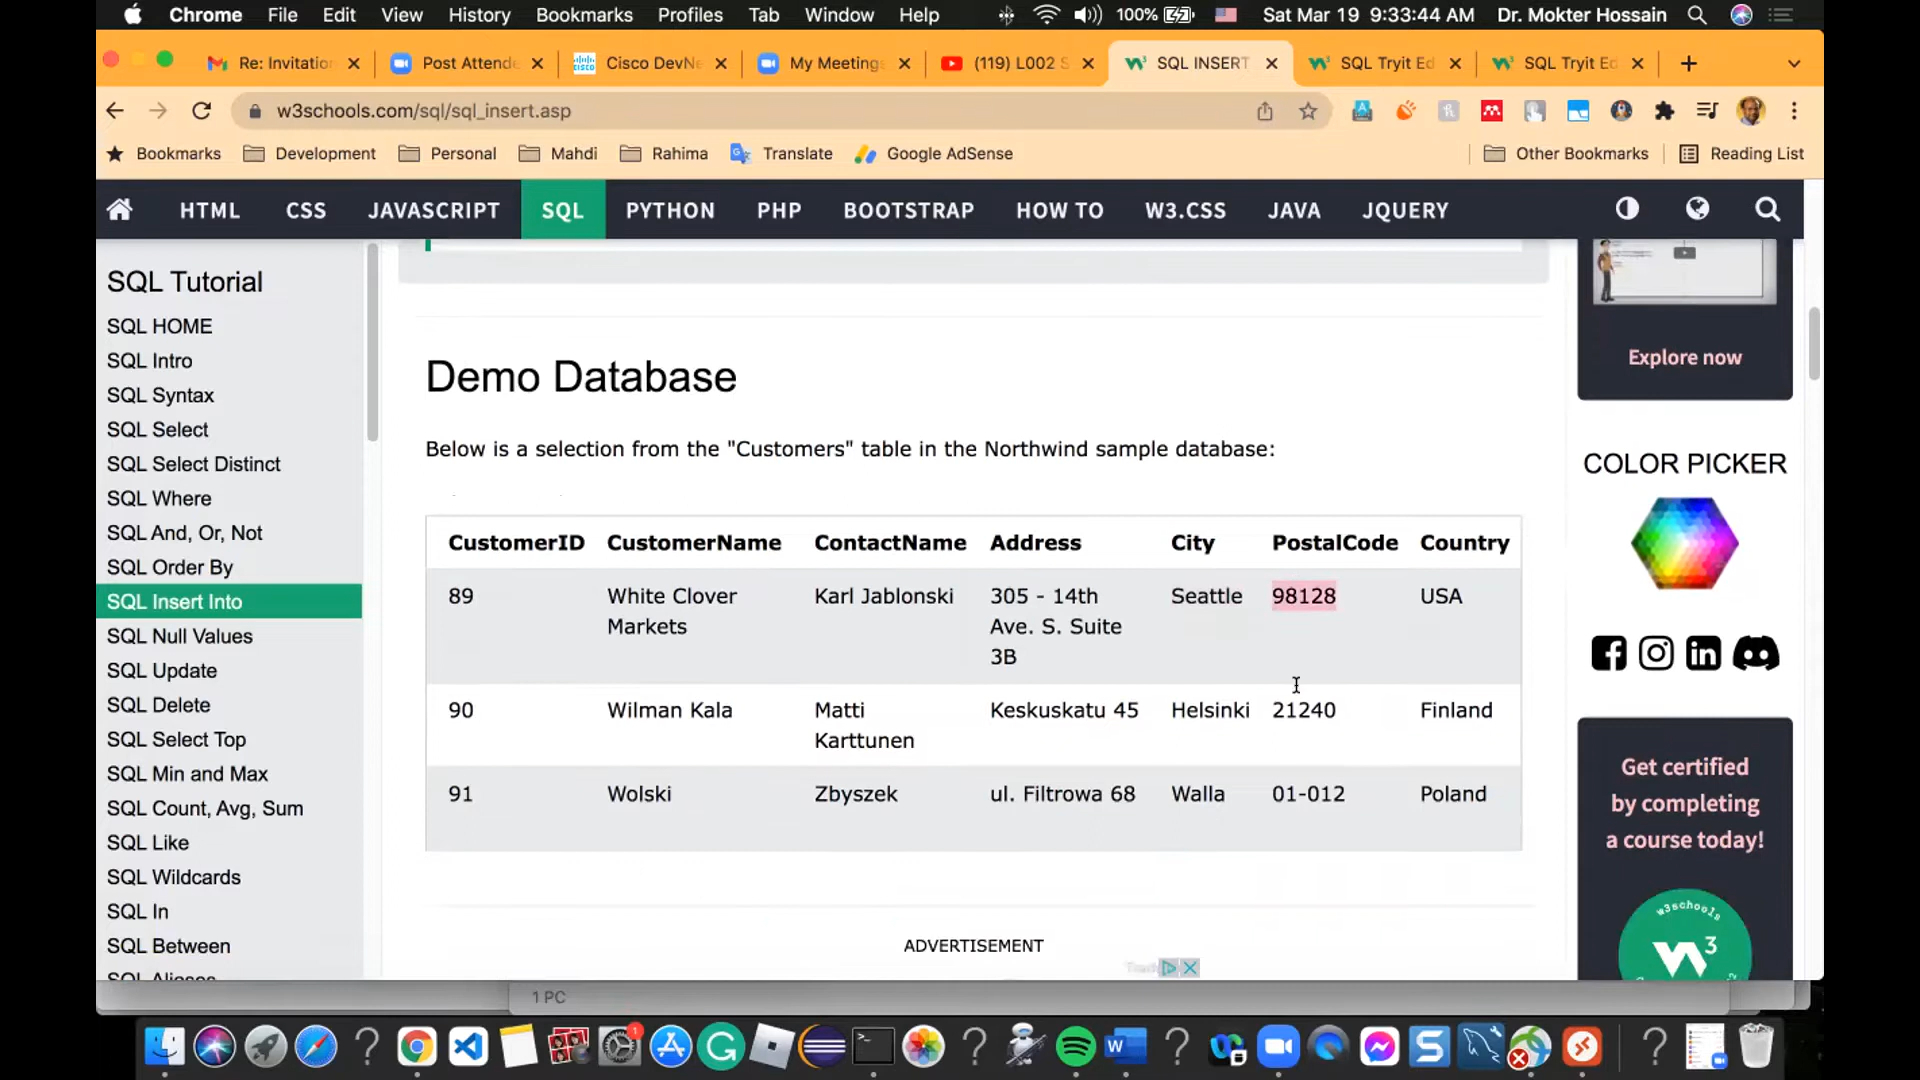 Chrome File Edit View History Bookmarks Profiles Tab Window Help 100% Sat Mar 19 9:33:44 AM Dr. Mokter Hossain
Re: Invitation Post Attende Cisco DevNe My Meetings (119) L002 S SQL INSERT SQL Tryit Ed SQL Tryit Ed
w3schools.com/sql/sql_insert.asp
Bookmarks Development Personal Mahdi Rahima Translate Google AdSense Other Bookmarks Reading List
HTML CSS JAVASCRIPT SQL PYTHON PHP BOOTSTRAP HOW TO W3.CSS JAVA JQUERY
SQL Tutorial
SQL HOME
SQL Intro
SQL Syntax
SQL Select
SQL Select Distinct
SQL Where
SQL And, Or, Not
SQL Order By
SQL Insert Into
SQL Null Values
SQL Update
SQL Delete
SQL Select Top
SQL Min and Max
SQL Count, Avg, Sum
SQL Like
SQL Wildcards
SQL In
SQL Between
SQL Aliases
Demo Database
Below is a selection from the "Customers" table in the Northwind sample database:
CustomerID CustomerName ContactName Address City PostalCode Country
89 White Clover Karl Jablonski 305 - 14th Seattle 98128 USA
Markets Ave. S. Suite
3B
90 Wilman Kala Matti Keskuskatu 45 Helsinki 21240 Finland
Karttunen
91 Wolski Zbyszek ul. Filtrowa 68 Walla 01-012 Poland
ADVERTISEMENT
Explore now
COLOR PICKER
Get certified
by completing
a course today!
w3schools
1 PC